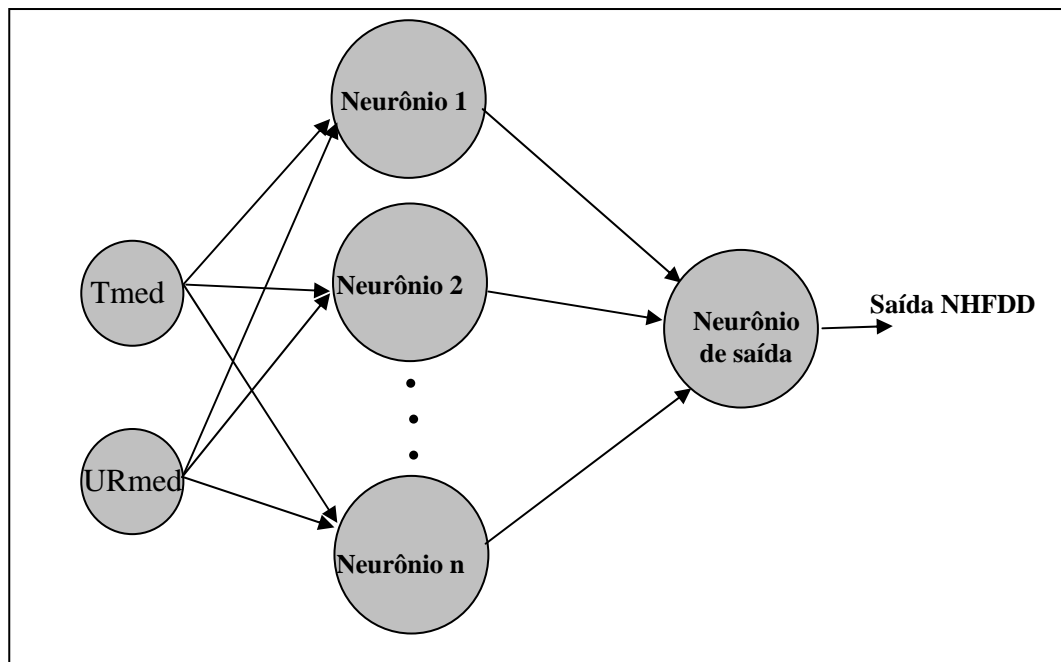 Neurônio 1
Tmed
Neurônio 2
Saída NHFDD
Neurônio
de saída
URmed
Neurônio n